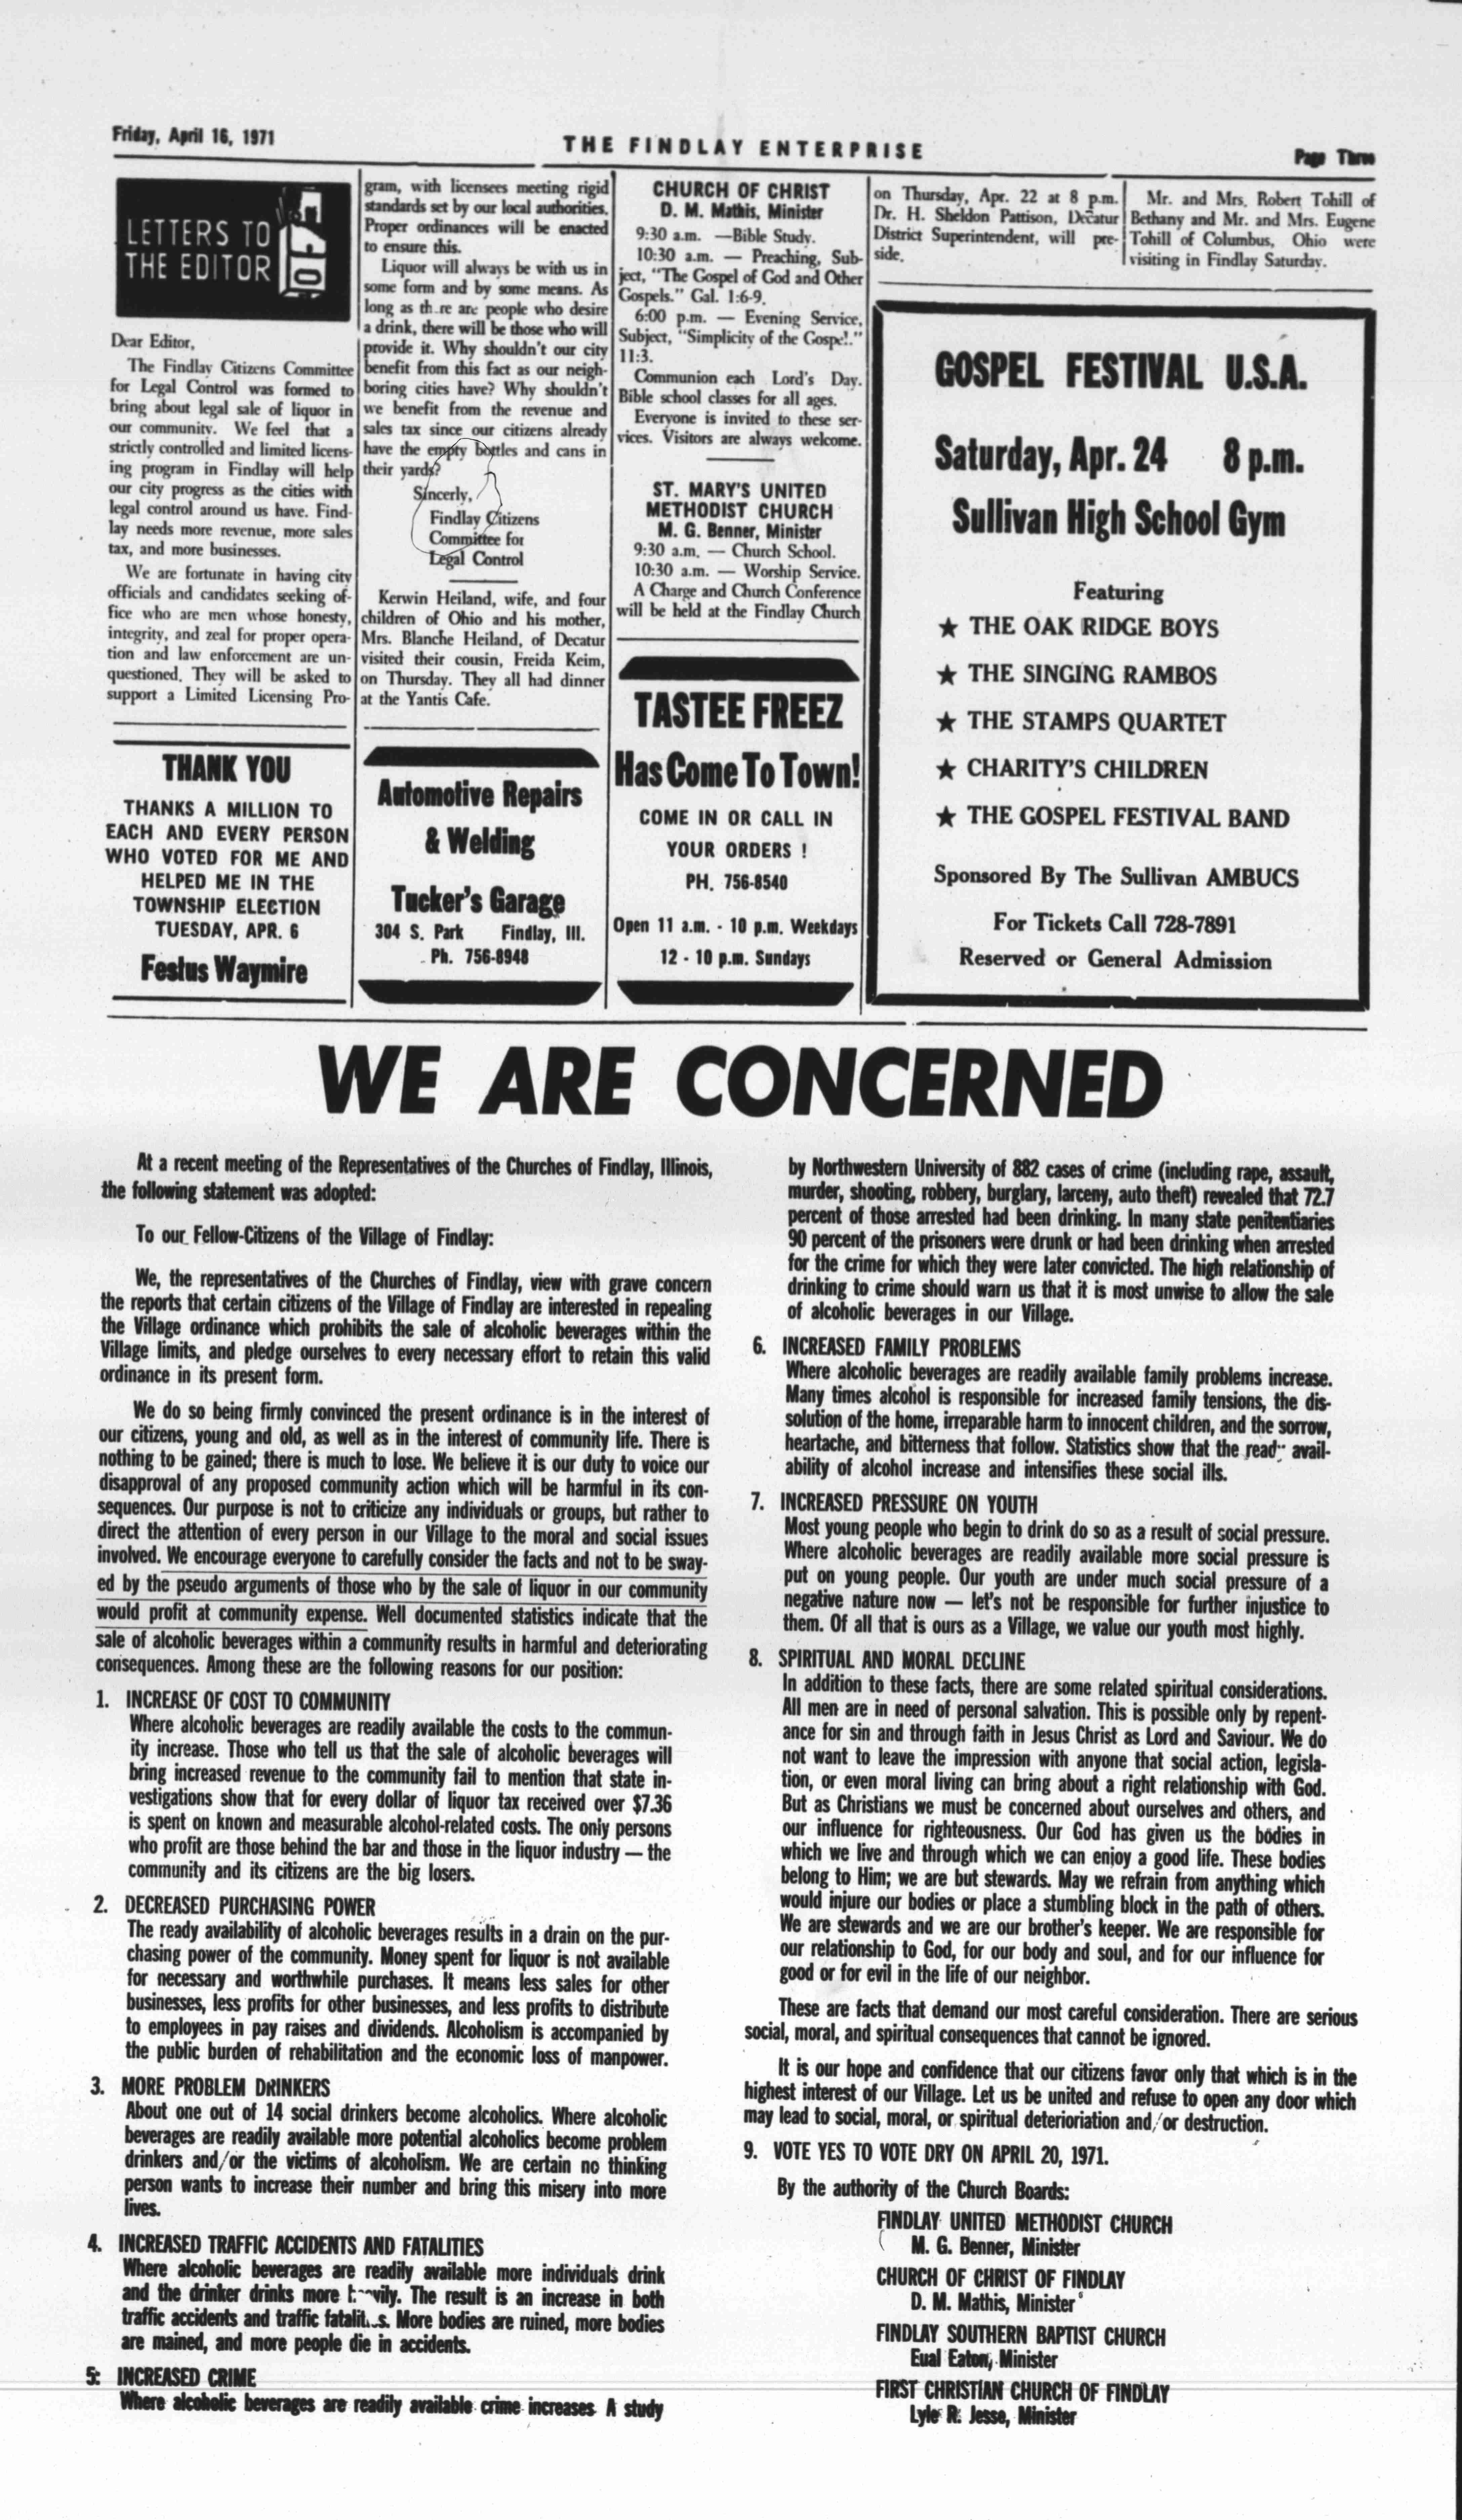 Friday, April 16, 1971
THE FINDLAY ENTERPRISE
Page Three
LETTERS TO
THE EDITOR
Dear Editor,
The Findlay Citizens Committee
for Legal Control was formed to
bring about legal sale of liquor in
our community. We feel that a
strictly controlled and limited licens-
ing program in Findlay will help
our city progress as the cities with
legal control around us have. Find-
lay needs more revenue, more sales
tax, and more businesses.
We are fortunate in having city
officials and candidates seeking of-
fice who are men whose honesty,
integrity, and zeal for proper opera-
tion and law enforcement are un-
questioned. They will be asked to
support a Limited Licensing Pro-
gram, with licensees meeting rigid
standards set by our local authorities.
Proper ordinances will be enacted
to ensure this.
Liquor will always be with us in
some form and by some means. As
long as th.re are people who desire
a drink, there will be those who will
provide it. Why shouldn't our city
benefit from this fact as our neigh-
boring cities have? Why shouldn't
we benefit from the revenue and
sales tax since our citizens already
have the empty bottles and cans in
their yards?
Sincerly,
Findlay Citizens
Committee for
Legal Control
Kerwin Heiland, wife, and four
children of Ohio and his mother,
Mrs. Blanche Heiland, of Decatur
visited their cousin, Freida Keim,
on Thursday. They all had dinner
at the Yantis Cafe.
CHURCH OF CHRIST
D. M. Mathis, Minister
9:30 a.m. —Bible Study.
10:30 a.m. — Preaching, Sub-
ject, "The Gospel of God and Other
Gospels." Gal. 1:6-9.
6:00 p.m. — Evening Service,
Subject, "Simplicity of the Gospel."
11:3.
Communion each Lord's Day.
Bible school classes for all ages.
Everyone is invited to these ser-
vices. Visitors are always welcome.
ST. MARY'S UNITED
METHODIST CHURCH
M. G. Benner, Minister
9:30 a.m. — Church School.
10:30 a.m. — Worship Service.
A Charge and Church Conference
will be held at the Findlay Church
on Thursday, Apr. 22 at 8 p.m.
Dr. H. Sheldon Pattison, Decatur
District Superintendent, will pre-
side.
Mr. and Mrs. Robert Tohill of
Bethany and Mr. and Mrs. Eugene
Tohill of Columbus, Ohio were
visiting in Findlay Saturday.
THANK YOU
THANKS A MILLION TO
EACH AND EVERY PERSON
WHO VOTED FOR ME AND
HELPED ME IN THE
TOWNSHIP ELECTION
TUESDAY, APR. 6
Festus Waymire
Automotive Repairs
& Welding
Tucker's Garage
304 S. Park Findlay, Ill.
Ph. 756-8948
TASTEE FREEZ
Has Come To Town!
COME IN OR CALL IN
YOUR ORDERS !
PH. 756-8540
Open 11 a.m. - 10 p.m. Weekdays
12 - 10 p.m. Sundays
GOSPEL FESTIVAL U.S.A.
Saturday, Apr. 24 8 p.m.
Sullivan High School Gym
Featuring
★ THE OAK RIDGE BOYS
★ THE SINGING RAMBOS
★ THE STAMPS QUARTET
★ CHARITY'S CHILDREN
★ THE GOSPEL FESTIVAL BAND
Sponsored By The Sullivan AMBUCS
For Tickets Call 728-7891
Reserved or General Admission
WE ARE CONCERNED
At a recent meeting of the Representatives of the Churches of Findlay, Illinois,
the following statement was adopted:
To our Fellow-Citizens of the Village of Findlay:
We, the representatives of the Churches of Findlay, view with grave concern
the reports that certain citizens of the Village of Findlay are interested in repealing
the Village ordinance which prohibits the sale of alcoholic beverages within the
Village limits, and pledge ourselves to every necessary effort to retain this valid
ordinance in its present form.
We do so being firmly convinced the present ordinance is in the interest of
our citizens, young and old, as well as in the interest of community life. There is
nothing to be gained; there is much to lose. We believe it is our duty to voice our
disapproval of any proposed community action which will be harmful in its con-
sequences. Our purpose is not to criticize any individuals or groups, but rather to
direct the attention of every person in our Village to the moral and social issues
involved. We encourage everyone to carefully consider the facts and not to be sway-
ed by the pseudo arguments of those who by the sale of liquor in our community
would profit at community expense. Well documented statistics indicate that the
sale of alcoholic beverages within a community results in harmful and deteriorating
consequences. Among these are the following reasons for our position:
1. INCREASE OF COST TO COMMUNITY
Where alcoholic beverages are readily available the costs to the commun-
ity increase. Those who tell us that the sale of alcoholic beverages will
bring increased revenue to the community fail to mention that state in-
vestigations show that for every dollar of liquor tax received over $7.36
is spent on known and measurable alcohol-related costs. The only persons
who profit are those behind the bar and those in the liquor industry — the
community and its citizens are the big losers.
2. DECREASED PURCHASING POWER
The ready availability of alcoholic beverages results in a drain on the pur-
chasing power of the community. Money spent for liquor is not available
for necessary and worthwhile purchases. It means less sales for other
businesses, less profits for other businesses, and less profits to distribute
to employees in pay raises and dividends. Alcoholism is accompanied by
the public burden of rehabilitation and the economic loss of manpower.
3. MORE PROBLEM DRINKERS
About one out of 14 social drinkers become alcoholics. Where alcoholic
beverages are readily available more potential alcoholics become problem
drinkers and/or the victims of alcoholism. We are certain no thinking
person wants to increase their number and bring this misery into more
lives.
4. INCREASED TRAFFIC ACCIDENTS AND FATALITIES
Where alcoholic beverages are readily available more individuals drink
and the drinker drinks more The result is an increase in both
traffic accidents and traffic More bodies are ruined, more bodies
are mained, and more people die in accidents.
5: INCREASED CRIME
Where alcoholic beverages are readily available crime increases A study
by Northwestern University of 882 cases of crime (including rape, assault,
murder, shooting, robbery, burglary, larceny, auto theft) revealed that 72.7
percent of those arrested had been drinking. In many state penitentiaries
90 percent of the prisoners were drunk or had been drinking when arrested
for the crime for which they were later convicted. The high relationship of
drinking to crime should warn us that it is most unwise to allow the sale
of alcoholic beverages in our Village.
6. INCREASED FAMILY PROBLEMS
Where alcoholic beverages are readily available family problems increase.
Many times alcohol is responsible for increased family tensions, the dis-
solution of the home, irreparable harm to innocent children, and the sorrow,
heartache, and bitterness that follow. Statistics show that the avail-
ability of alcohol increase and intensifies these social ills.
7. INCREASED PRESSURE ON YOUTH
Most young people who begin to drink do so as a result of social pressure.
Where alcoholic beverages are readily available more social pressure is
put on young people. Our youth are under much social pressure of a
negative nature now — let's not be responsible for further injustice to
them. Of all that is ours as a Village, we value our youth most highly.
8. SPIRITUAL AND MORAL DECLINE
In addition to these facts, there are some related spiritual considerations.
All men are in need of personal salvation. This is possible only by repent-
ance for sin and through faith in Jesus Christ as Lord and Saviour. We do
not want to leave the impression with anyone that social action, legisla-
tion, or even moral living can bring about a right relationship with God.
But as Christians we must be concerned about ourselves and others, and
our influence for righteousness. Our God has given us the bodies in
which we live and through which we can enjoy a good life. These bodies
belong to Him; we are but stewards. May we refrain from anything which
would injure our bodies or place a stumbling block in the path of others.
We are stewards and we are our brother's keeper. We are responsible for
our relationship to God, for our body and soul, and for our influence for
good or for evil in the life of our neighbor.
These are facts that demand our most careful consideration. There are serious
social, moral, and spiritual consequences that cannot be ignored.
It is our hope and confidence that our citizens favor only that which is in the
highest interest of our Village. Let us be united and refuse to open any door which
may lead to social, moral, or spiritual deterioriation and/or destruction.
9. VOTE YES TO VOTE DRY ON APRIL 20, 1971.
By the authority of the Church Boards:
FINDLAY UNITED METHODIST CHURCH
M. G. Benner, Minister
CHURCH OF CHRIST OF FINDLAY
D. M. Mathis, Minister
FINDLAY SOUTHERN BAPTIST CHURCH
Eual Eaton, Minister
FIRST CHRISTIAN CHURCH OF FINDLAY
Lyle R. Jesse, Minister